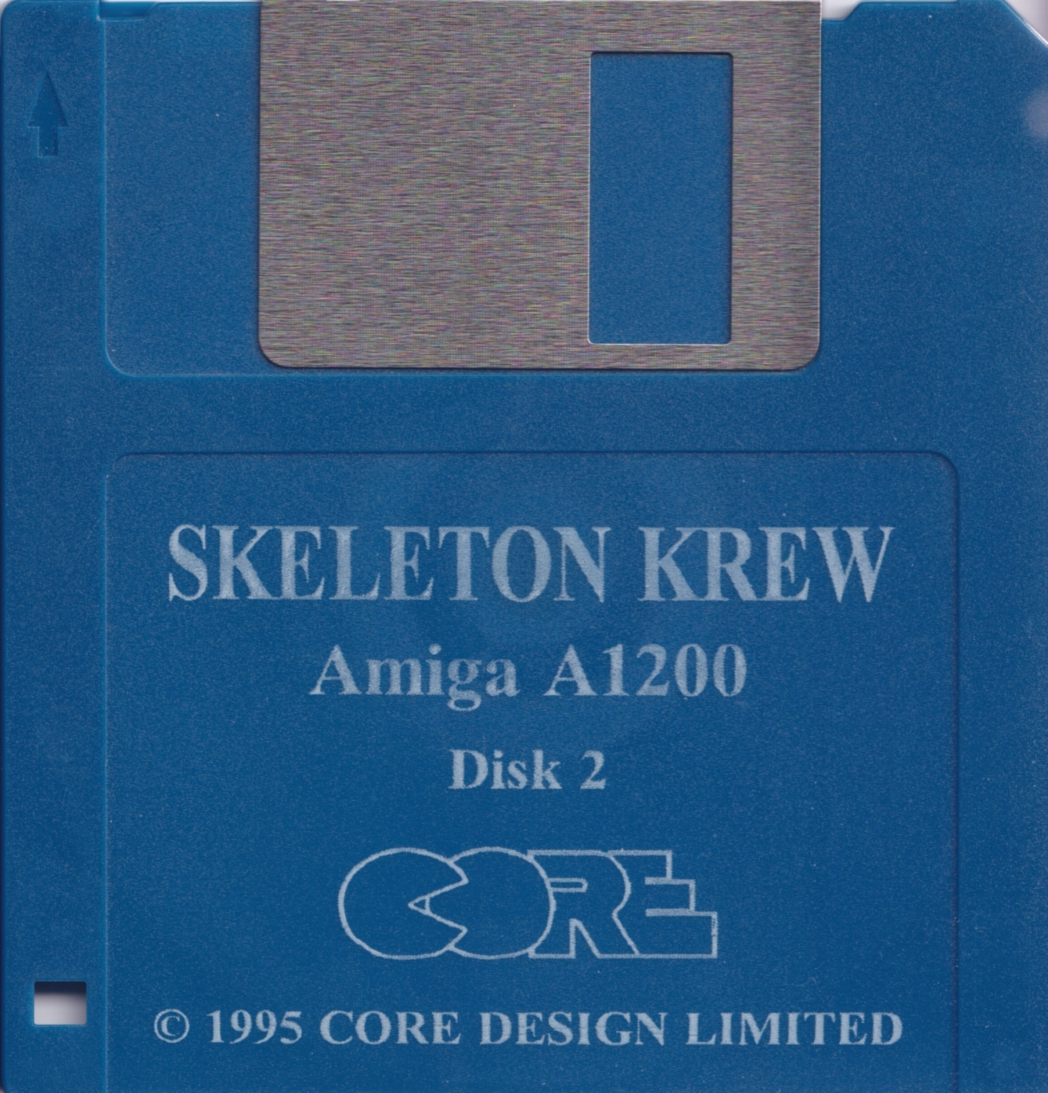 SKELETON KREW
Amiga A1200
Disk 2
CORE
© 1995 CORE DESIGN LIMITED